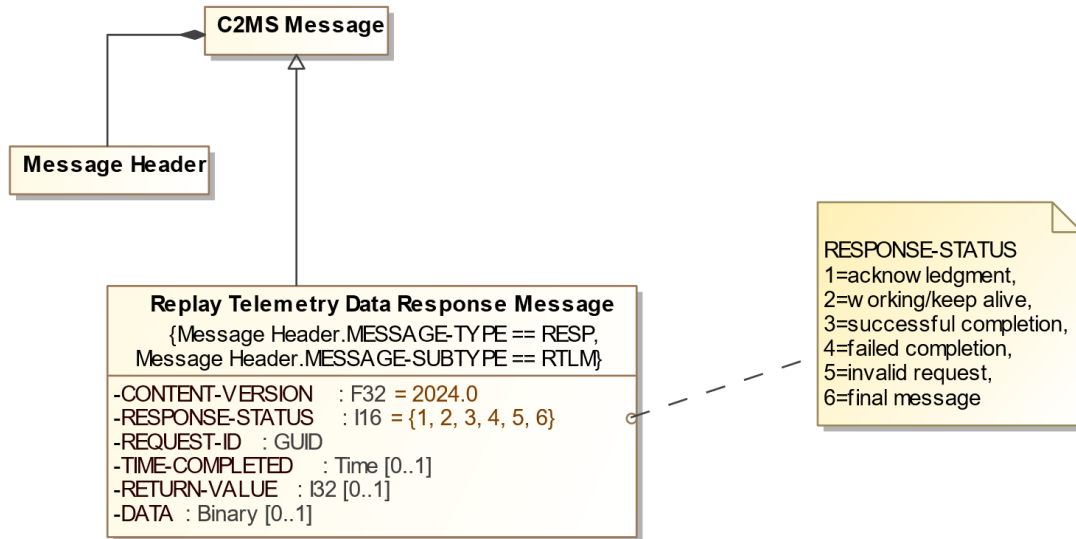 C2MS Message
Message Header
Replay Telemetry Data Response Message
{Message Header.MESSAGE-TYPE == RESP,
Message Header.MESSAGE-SUBTYPE == RTLM}
-CONTENT-VERSION : F32 = 2024.0
-RESPONSE-STATUS : I16 = {1, 2, 3, 4, 5, 6}
-REQUEST-ID : GUID
-TIME-COMPLETED : Time [0..1]
-RETURN-VALUE : I32 [0..1]
-DATA : Binary [0..1]
RESPONSE-STATUS
1=acknowledgment,
2=working/keep alive,
3=successful completion,
4=failed completion,
5=invalid request,
6=final message